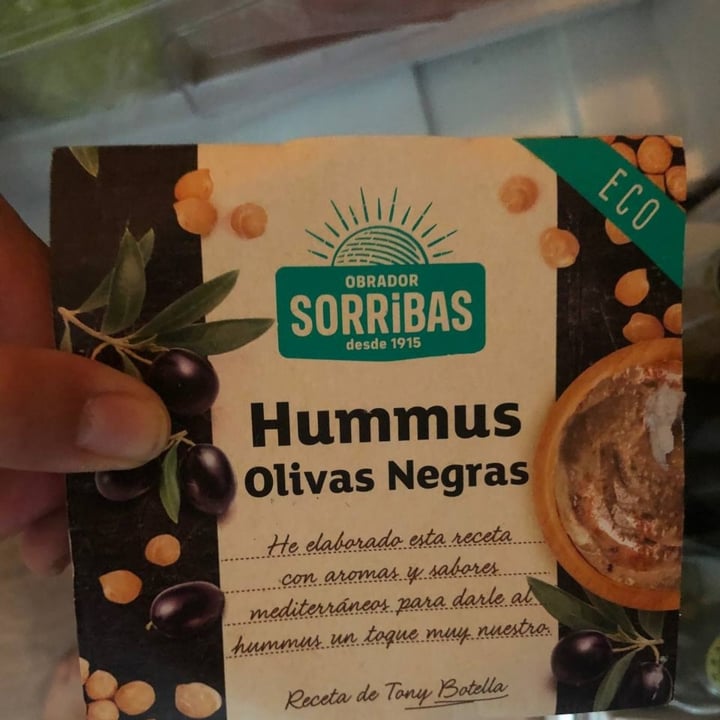 ECO
OBRADOR
SORRiBAS
desde 1915
Hummus
Olivas Negras
He elaborado esta receta
con aromas y sabores
mediterráneos para darle al
hummus un toque muy nuestro.
Receta de Tony Botella